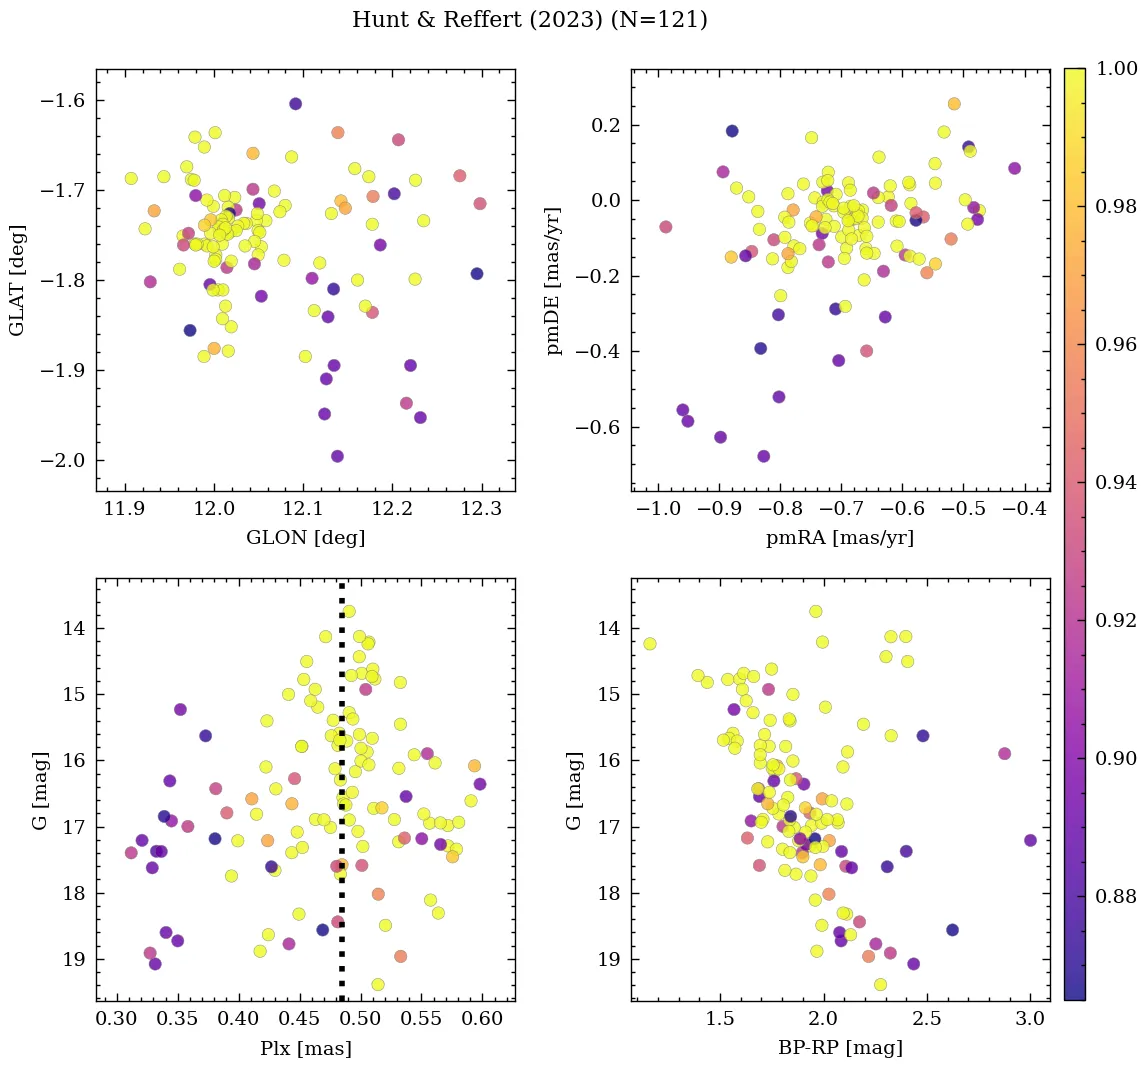 Hunt & Reffert (2023) (N=121)
−1.6
−1.7
−1.8
−1.9
−2.0
GLAT [deg]
11.9 12.0 12.1 12.2 12.3
GLON [deg]
0.2
0.0
−0.2
−0.4
−0.6
pmDE [mas/yr]
−1.0 −0.9 −0.8 −0.7 −0.6 −0.5 −0.4
pmRA [mas/yr]
14
15
16
17
18
19
G [mag]
0.30 0.35 0.40 0.45 0.50 0.55 0.60
Plx [mas]
14
15
16
17
18
19
G [mag]
1.5 2.0 2.5 3.0
BP-RP [mag]
1.00
0.98
0.96
0.94
0.92
0.90
0.88